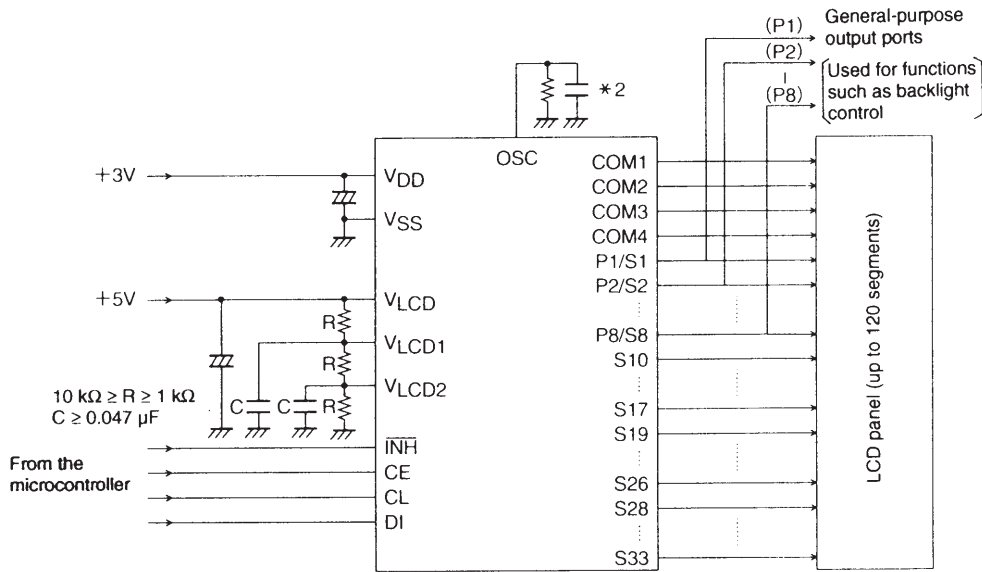 (P1)
General-purpose
output ports
(P2)
(P8)
Used for functions
such as backlight
control
*2
OSC
+3V
VDD
VSS
+5V
VLCD
R
VLCD1
R
VLCD2
C
C
R
10 kΩ ≥ R ≥ 1 kΩ
C ≥ 0.047 µF
From the
microcontroller
INH
CE
CL
DI
COM1
COM2
COM3
COM4
P1/S1
P2/S2
P8/S8
S10
S17
S19
S26
S28
S33
LCD panel (up to 120 segments)